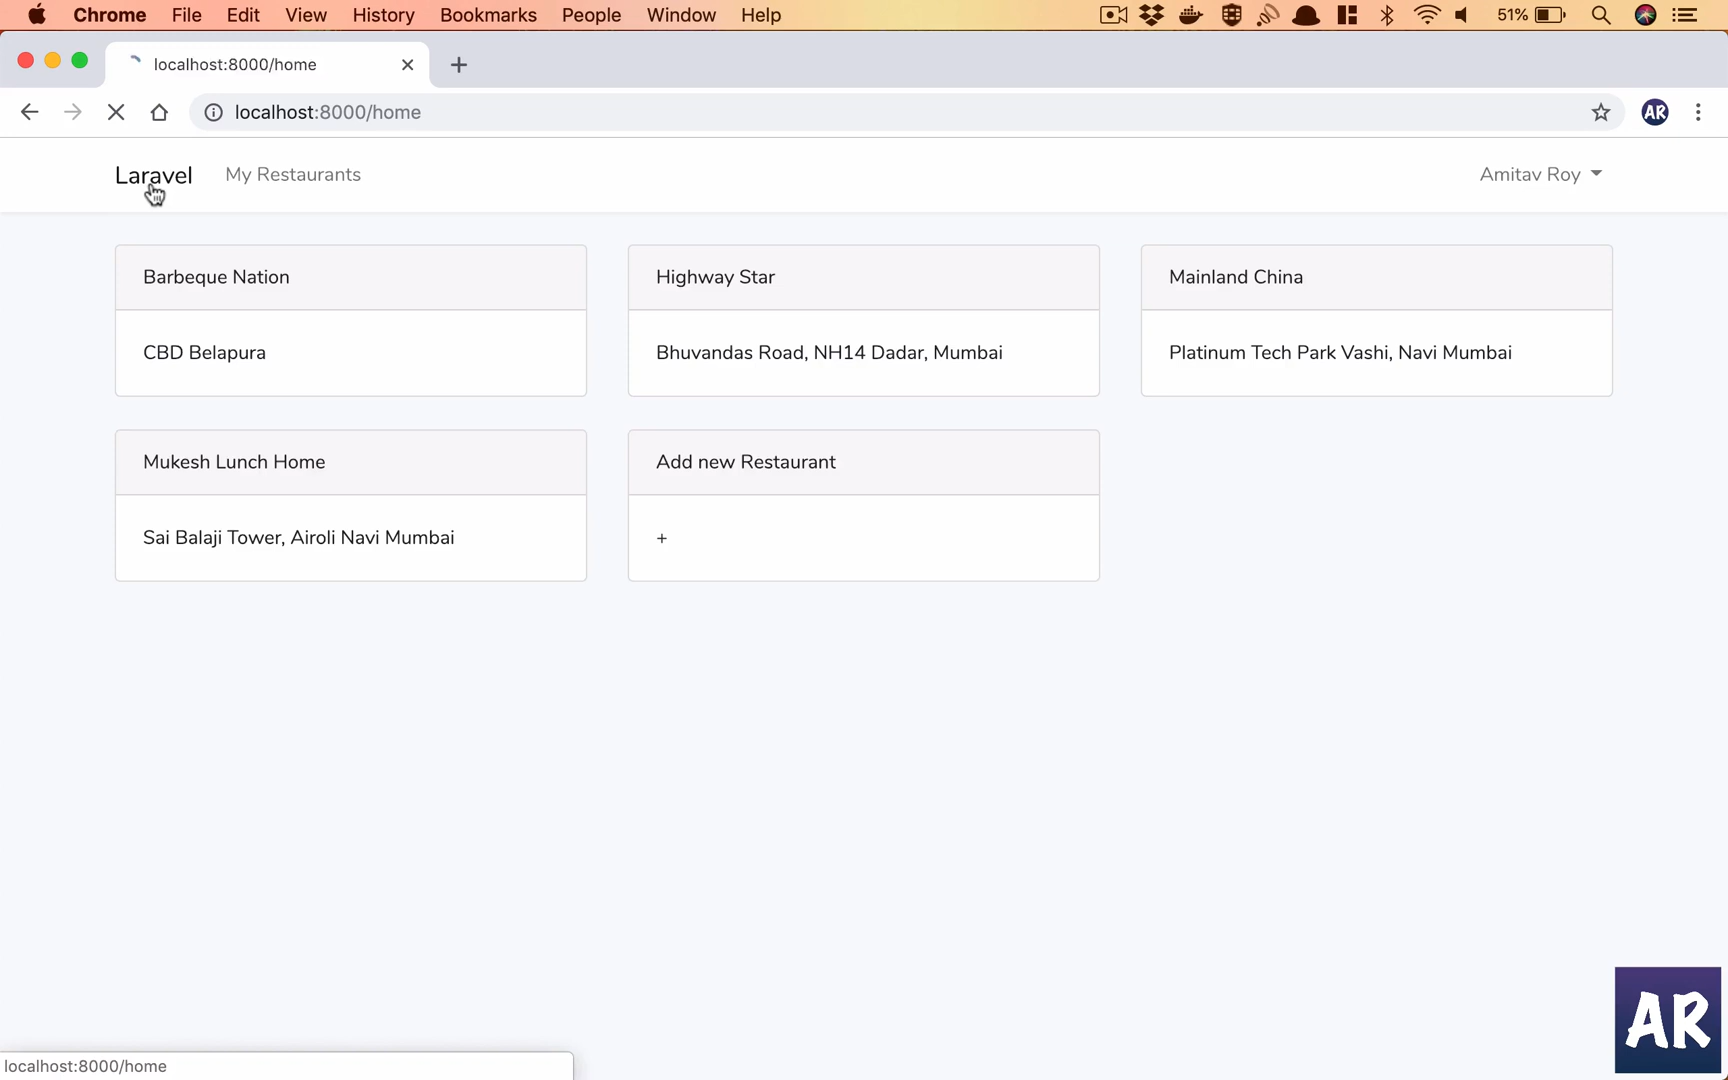 Chrome File Edit View History Bookmarks People Window Help 51%
localhost:8000/home
localhost:8000/home AR
Laravel My Restaurants Amitav Roy
Barbeque Nation Highway Star Mainland China
CBD Belapura Bhuvandas Road, NH14 Dadar, Mumbai Platinum Tech Park Vashi, Navi Mumbai
Mukesh Lunch Home Add new Restaurant
Sai Balaji Tower, Airoli Navi Mumbai +
AR
localhost:8000/home